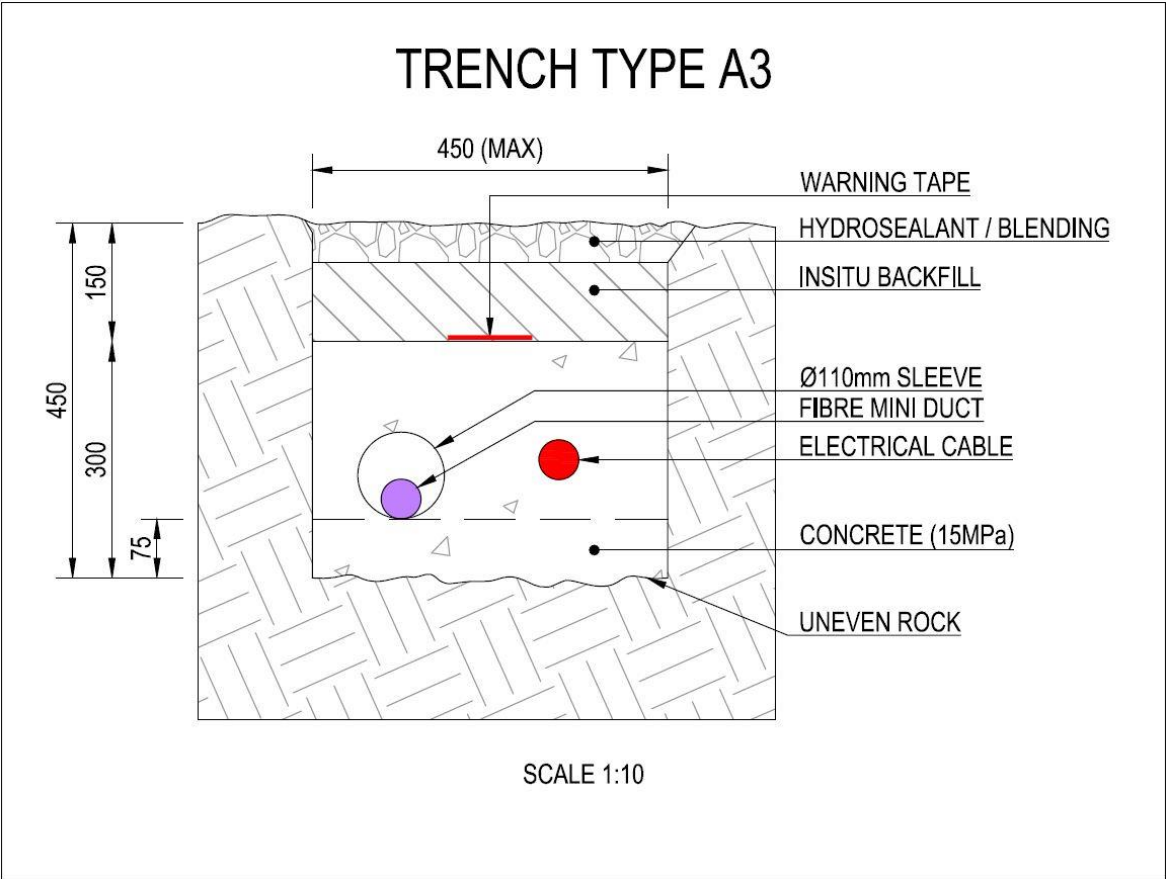 TRENCH TYPE A3
450 (MAX)
WARNING TAPE
HYDROSEALANT / BLENDING
INSITU BACKFILL
150
450
300
75
Ø110mm SLEEVE
FIBRE MINI DUCT
ELECTRICAL CABLE
CONCRETE (15MPa)
UNEVEN ROCK
SCALE 1:10